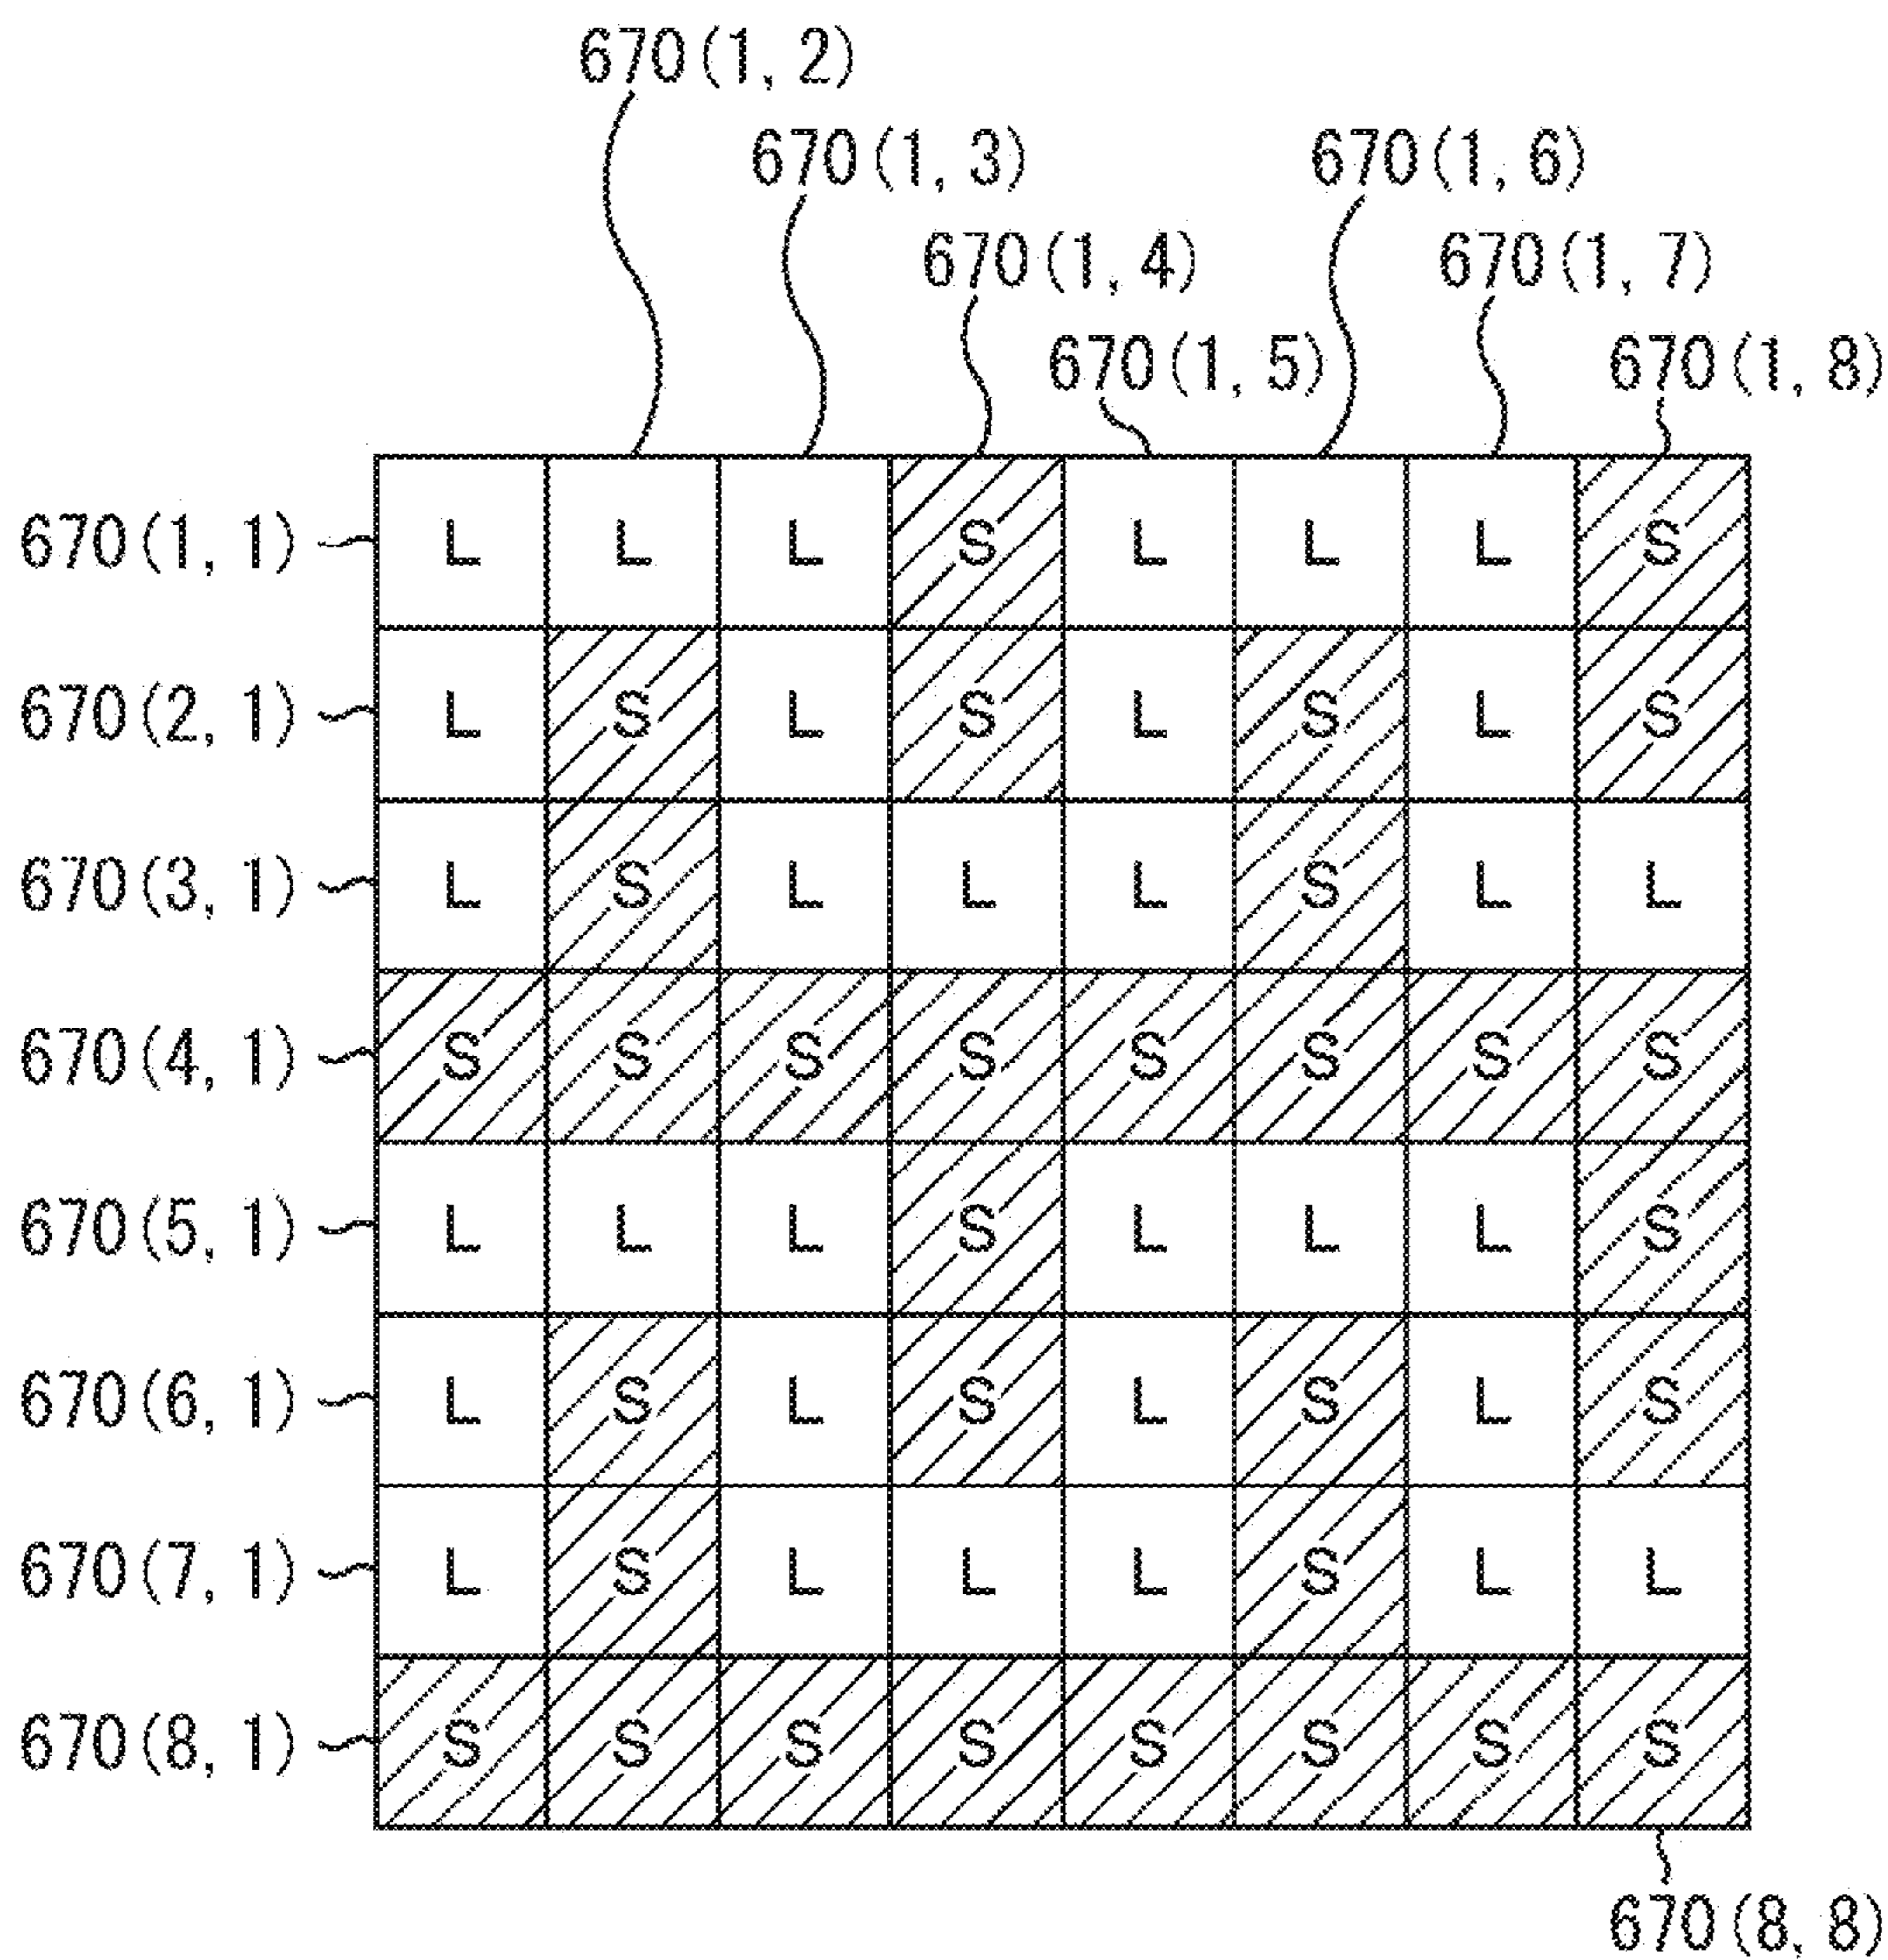 670(1, 2)
670(1, 3)
670(1, 6)
670(1, 4)
670(1, 7)
670(1, 5)
670(1, 8)
670(1, 1) L L L S L L L S
670(2, 1) L S L S L S L S
670(3, 1) L S L L L S L L
670(4, 1) S S S S S S S S
670(5, 1) L L L S L L L S
670(6, 1) L S L S L S L S
670(7, 1) L S L L L S L L
670(8, 1) S S S S S S S S
670(8, 8)